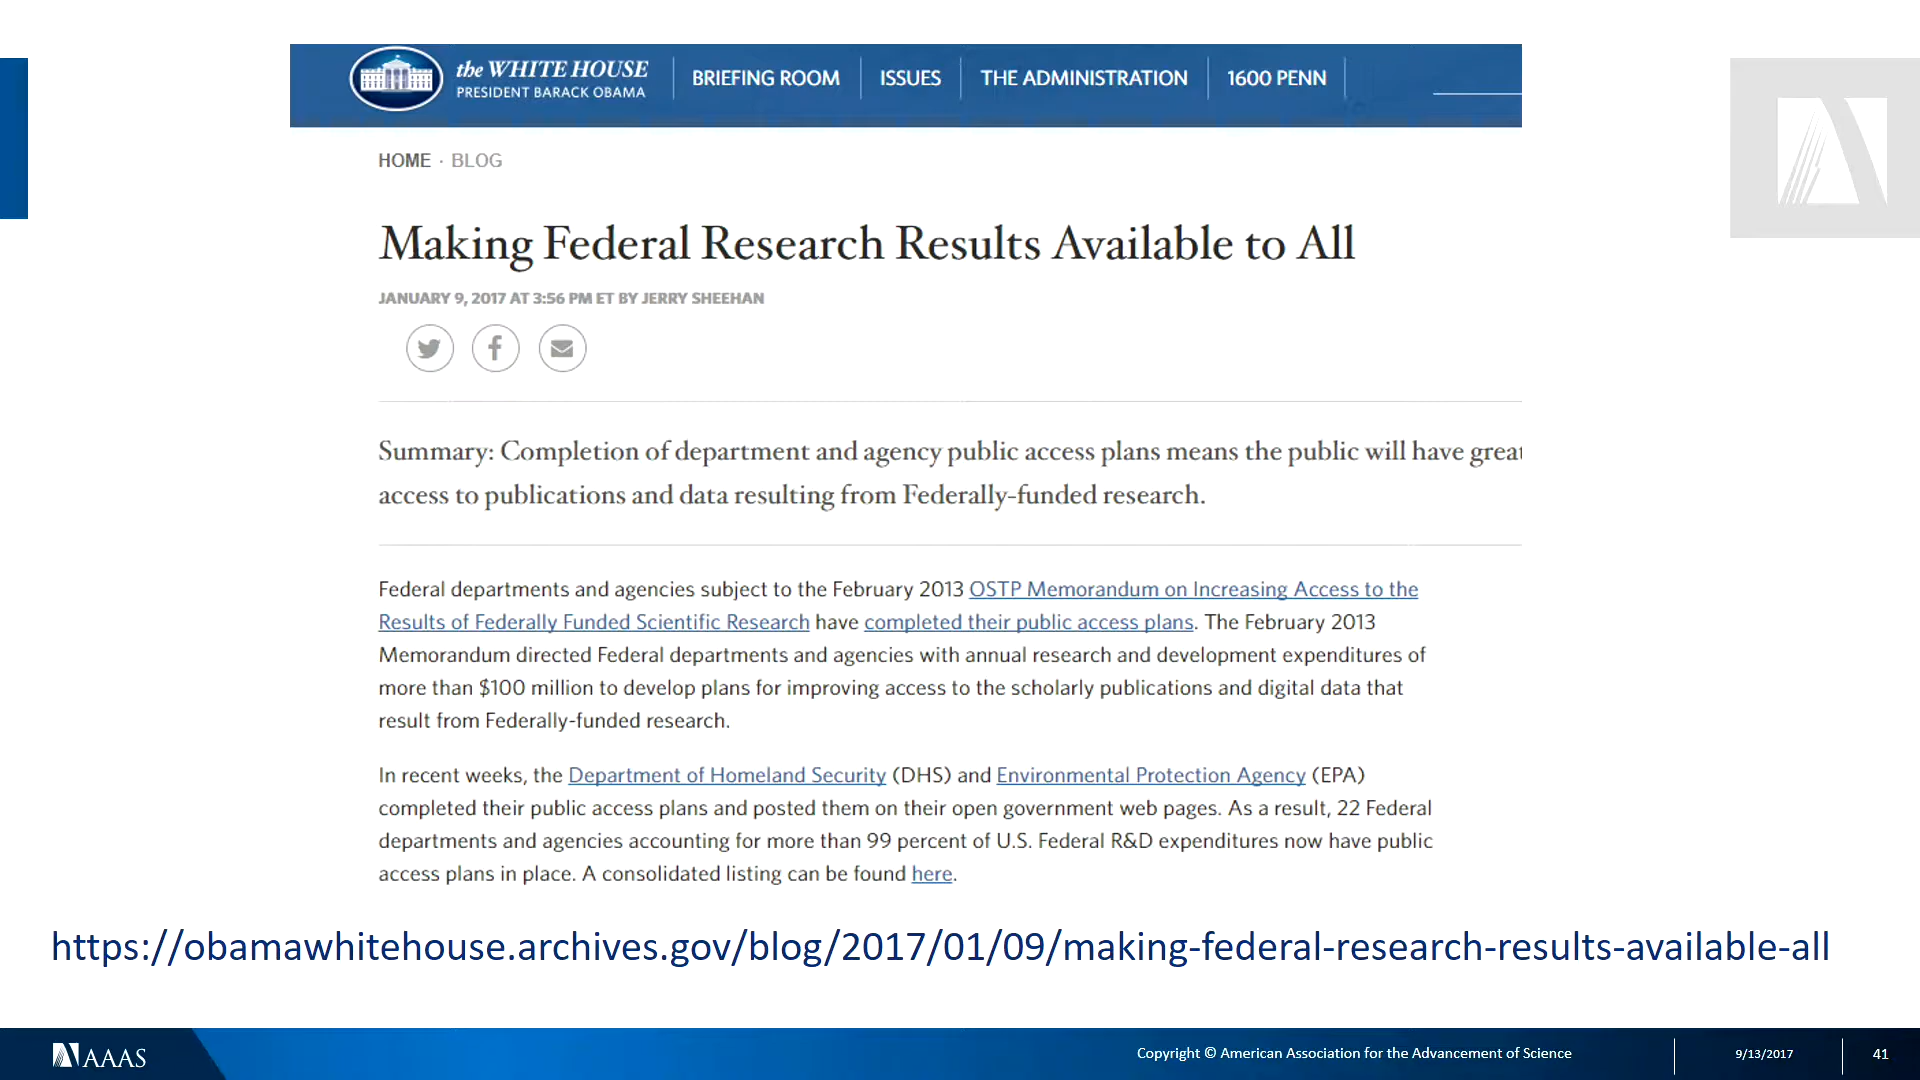 the WHITE HOUSE
PRESIDENT BARACK OBAMA
BRIEFING ROOM
ISSUES
THE ADMINISTRATION
1600 PENN
HOME · BLOG
Making Federal Research Results Available to All
JANUARY 9, 2017 AT 3:56 PM ET BY JERRY SHEEHAN
Summary: Completion of department and agency public access plans means the public will have great
access to publications and data resulting from Federally-funded research.
Federal departments and agencies subject to the February 2013 OSTP Memorandum on Increasing Access to the
Results of Federally Funded Scientific Research have completed their public access plans. The February 2013
Memorandum directed Federal departments and agencies with annual research and development expenditures of
more than $100 million to develop plans for improving access to the scholarly publications and digital data that
result from Federally-funded research.
In recent weeks, the Department of Homeland Security (DHS) and Environmental Protection Agency (EPA)
completed their public access plans and posted them on their open government web pages. As a result, 22 Federal
departments and agencies accounting for more than 99 percent of U.S. Federal R&D expenditures now have public
access plans in place. A consolidated listing can be found here.
https://obamawhitehouse.archives.gov/blog/2017/01/09/making-federal-research-results-available-all
AAAS
Copyright © American Association for the Advancement of Science
9/13/2017
41